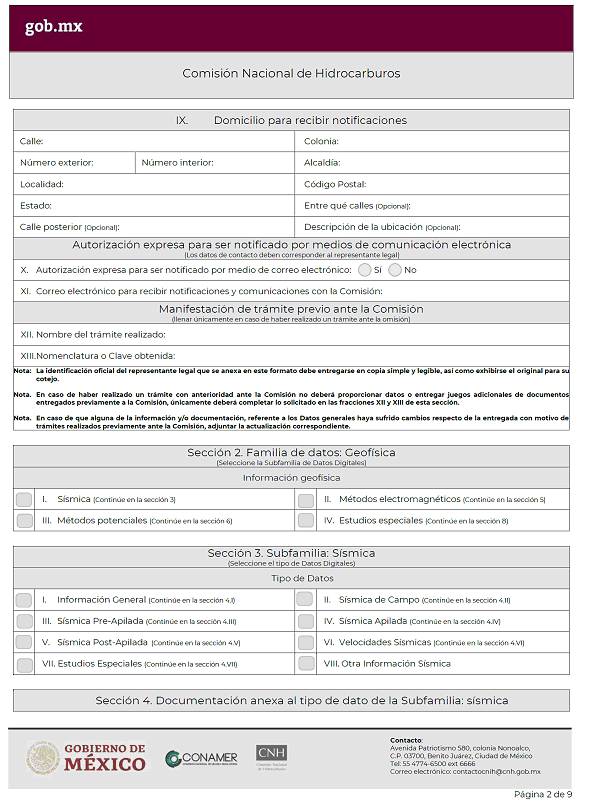 gob.mx
Comisión Nacional de Hidrocarburos
IX. Domicilio para recibir notificaciones
Calle: Colonia:
Número exterior: Número interior: Alcaldía:
Localidad: Código Postal:
Estado: Entre qué calles (Opcional):
Calle posterior (Opcional): Descripción de la ubicación (Opcional):
Autorización expresa para ser notificado por medios de comunicación electrónica
(Los datos de contacto deben corresponder al representante legal)
X. Autorización expresa para ser notificado por medio de correo electrónico: Sí No
XI. Correo electrónico para recibir notificaciones y comunicaciones con la Comisión:
Manifestación de trámite previo ante la Comisión
(llenar únicamente en caso de haber realizado un trámite ante la omisión)
XII. Nombre del trámite realizado:
XIII.Nomenclatura o Clave obtenida:
Nota: La identificación oficial del representante legal que se anexa en este formato debe entregarse en copia simple y legible, así como exhibirse el original para su
cotejo.
Nota. En caso de haber realizado un trámite con anterioridad ante la Comisión no deberá proporcionar datos o entregar juegos adicionales de documentos
entregados previamente a la Comisión, únicamente deberá completar lo solicitado en las fracciones XII y XIII de esta sección.
Nota. En caso de que alguna de la información y/o documentación, referente a los Datos generales haya sufrido cambios respecto de la entregada con motivo de
trámites realizados previamente ante la Comisión, adjuntar la actualización correspondiente.
Sección 2. Familia de datos: Geofísica
(Seleccione la Subfamilia de Datos Digitales)
Información geofísica
I. Sísmica (Continúe en la sección 3) II. Métodos electromagnéticos (Continúe en la sección 5)
III. Métodos potenciales (Continúe en la sección 6) IV. Estudios especiales (Continúe en la sección 8)
Sección 3. Subfamilia: Sísmica
(Seleccione el tipo de Datos Digitales)
Tipo de Datos
I. Información General (Continúe en la sección 4.I) II. Sísmica de Campo (Continúe en la sección 4.II)
III. Sísmica Pre-Apilada (Continúe en la sección 4.III) IV. Sísmica Apilada (Continúe en la sección 4.IV)
V. Sísmica Post-Apilada (Continúe en la sección 4.V) VI. Velocidades Sísmicas (Continúe en la sección 4.VI)
VII. Estudios Especiales (Continúe en la sección 4.VII) VIII. Otra Información Sísmica
Sección 4. Documentación anexa al tipo de dato de la Subfamilia: sísmica
GOBIERNO DE
MÉXICO
CONAMER
CNH
Contacto:
Avenida Patriotismo 580, colonia Nonoalco,
C.P. 03700, Benito Juárez, Ciudad de México
Tel: 55 4774-6500 ext 6666
Correo electrónico: contactocnih@cnh.gob.mx
Página 2 de 9